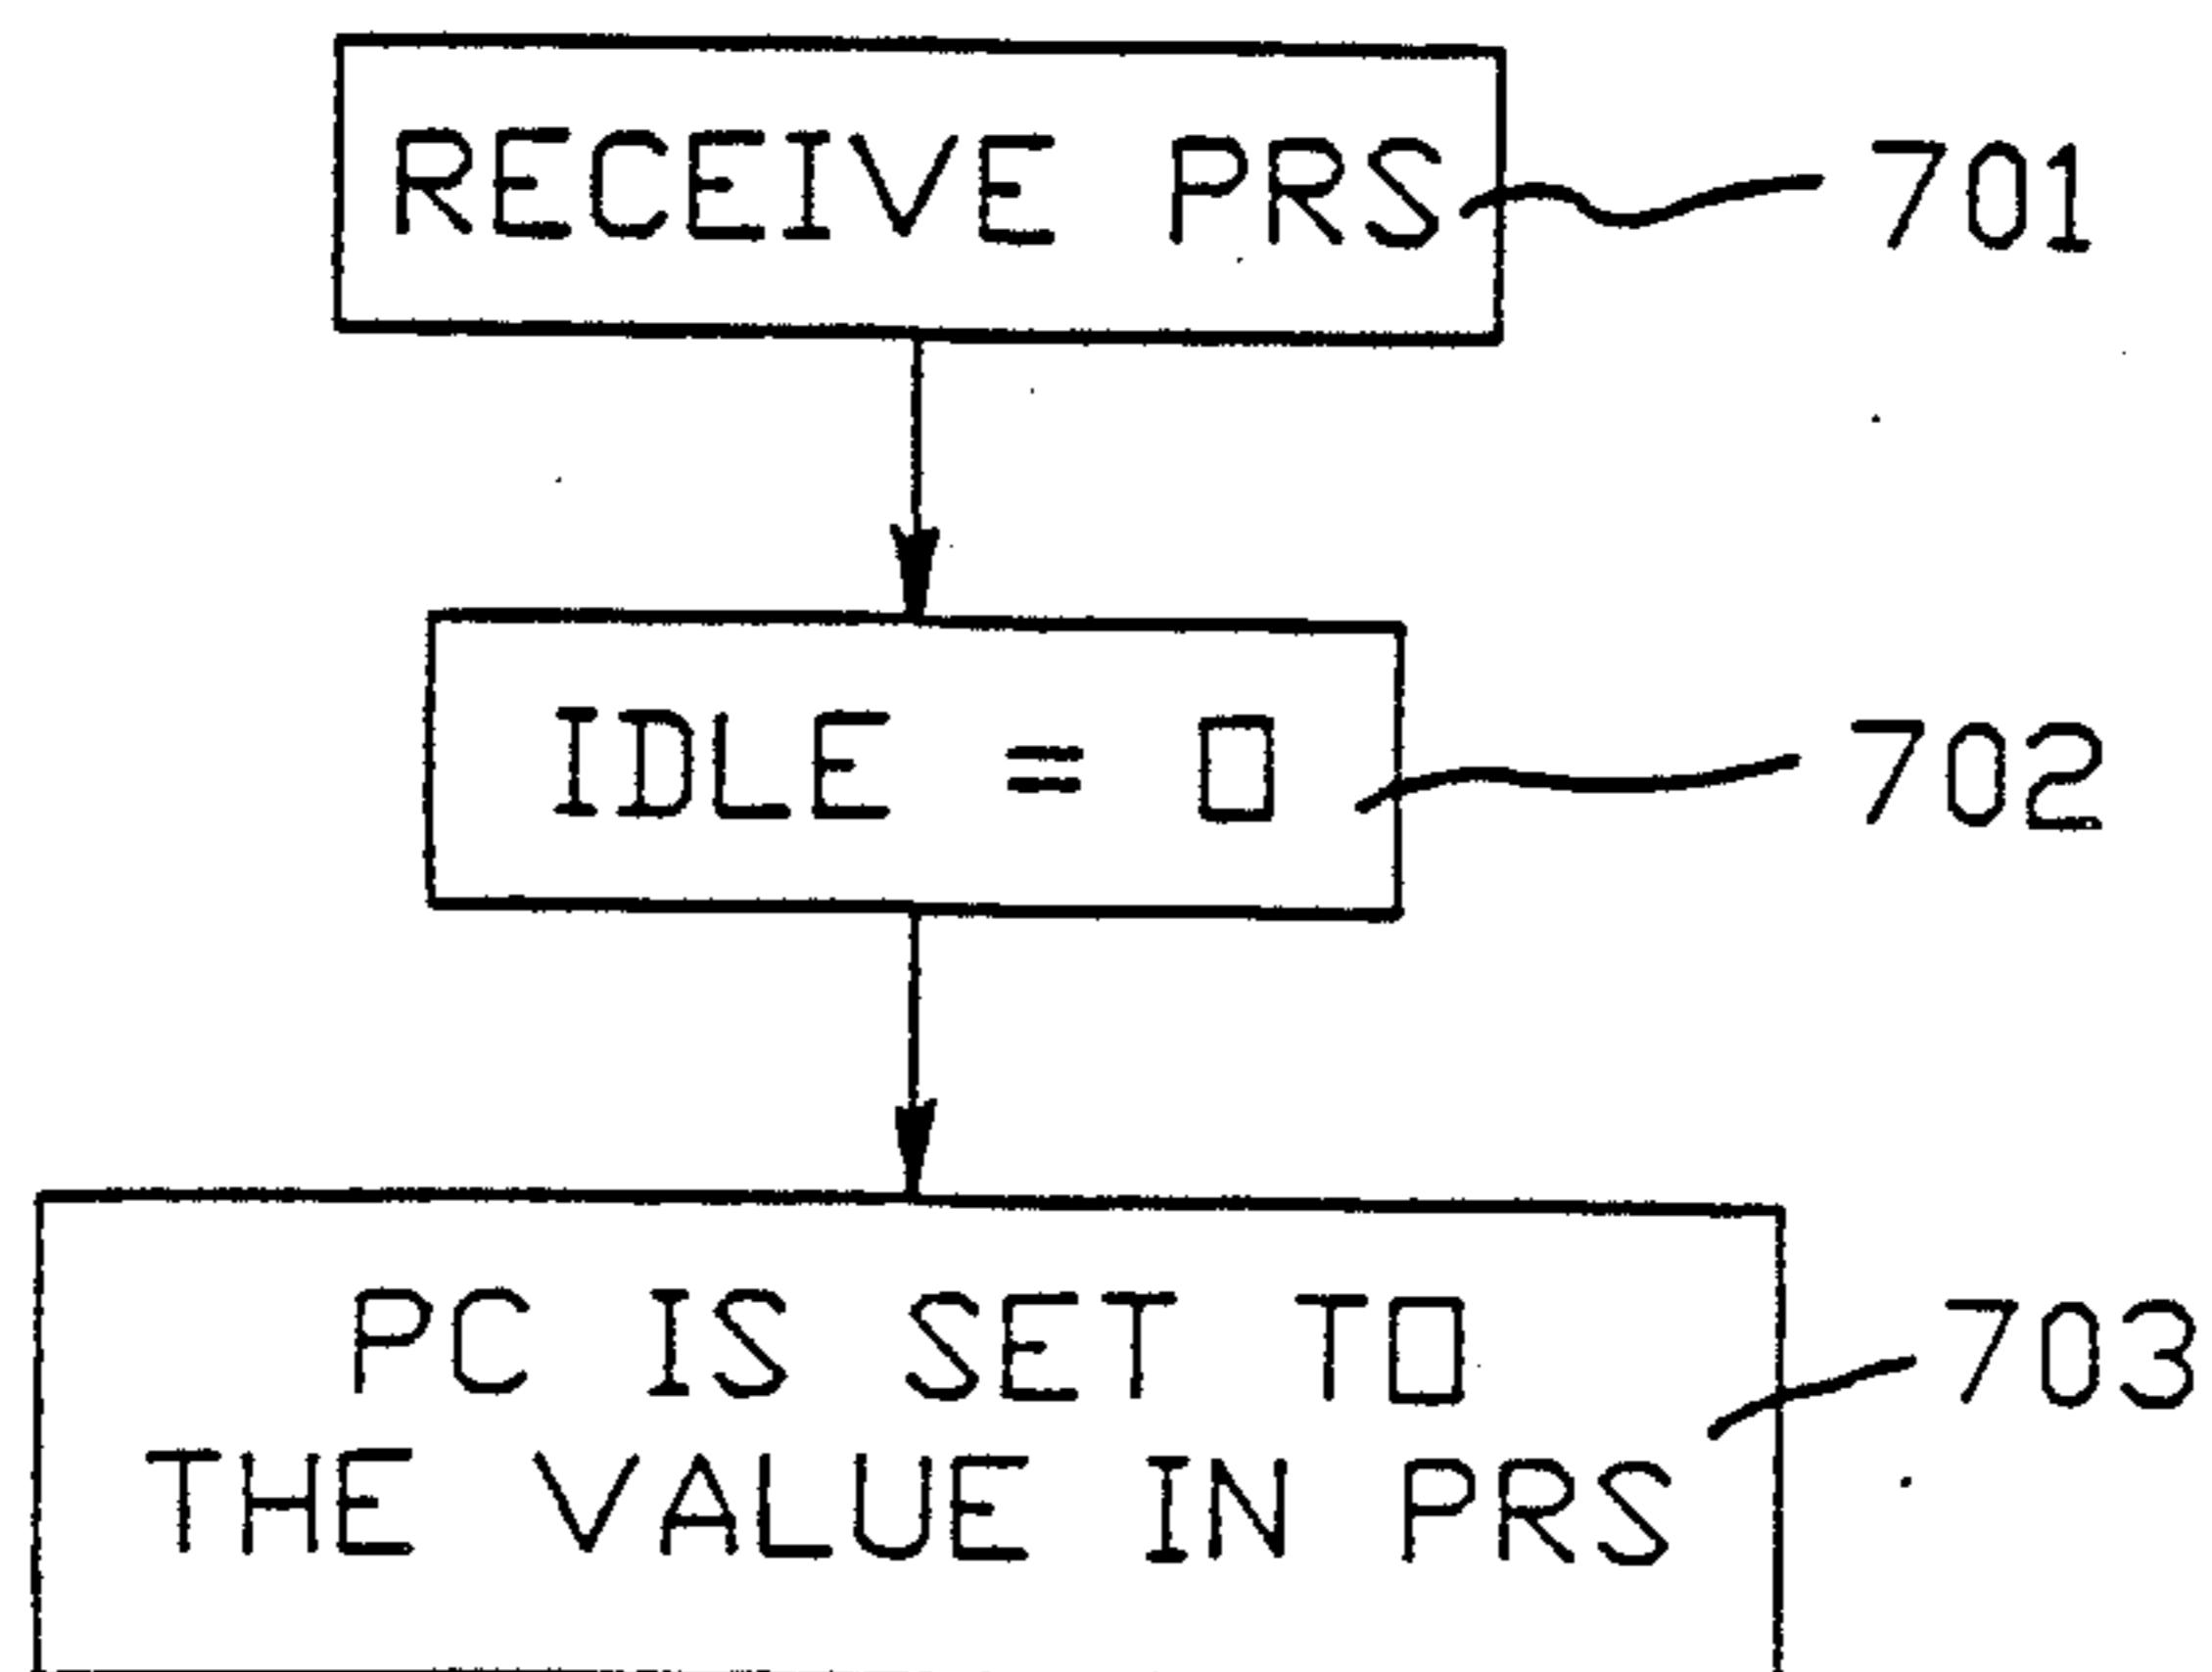 RECEIVE PRS
701
IDLE = 0
702
PC IS SET TO
THE VALUE IN PRS
703